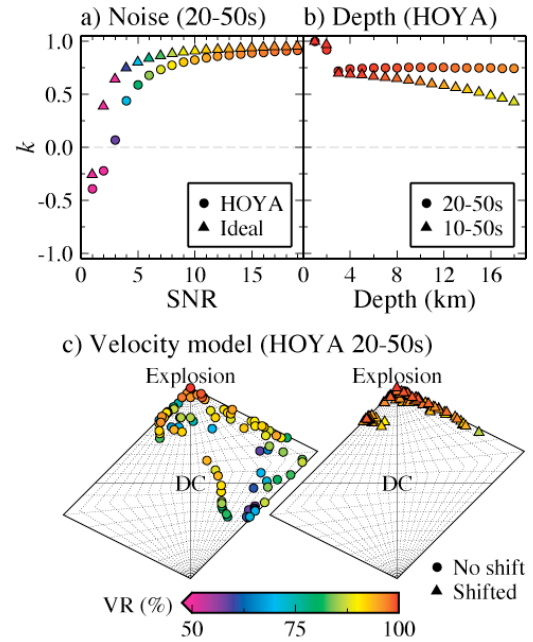 a) Noise (20-50s)
b) Depth (HOYA)
1.0
0.5
0.0
-0.5
-1.0
k
HOYA
Ideal
20-50s
10-50s
0 5 10 15
4 8 12 16
SNR
Depth (km)
c) Velocity model (HOYA 20-50s)
Explosion
Explosion
DC
DC
No shift
Shifted
VR (%)
50 75 100